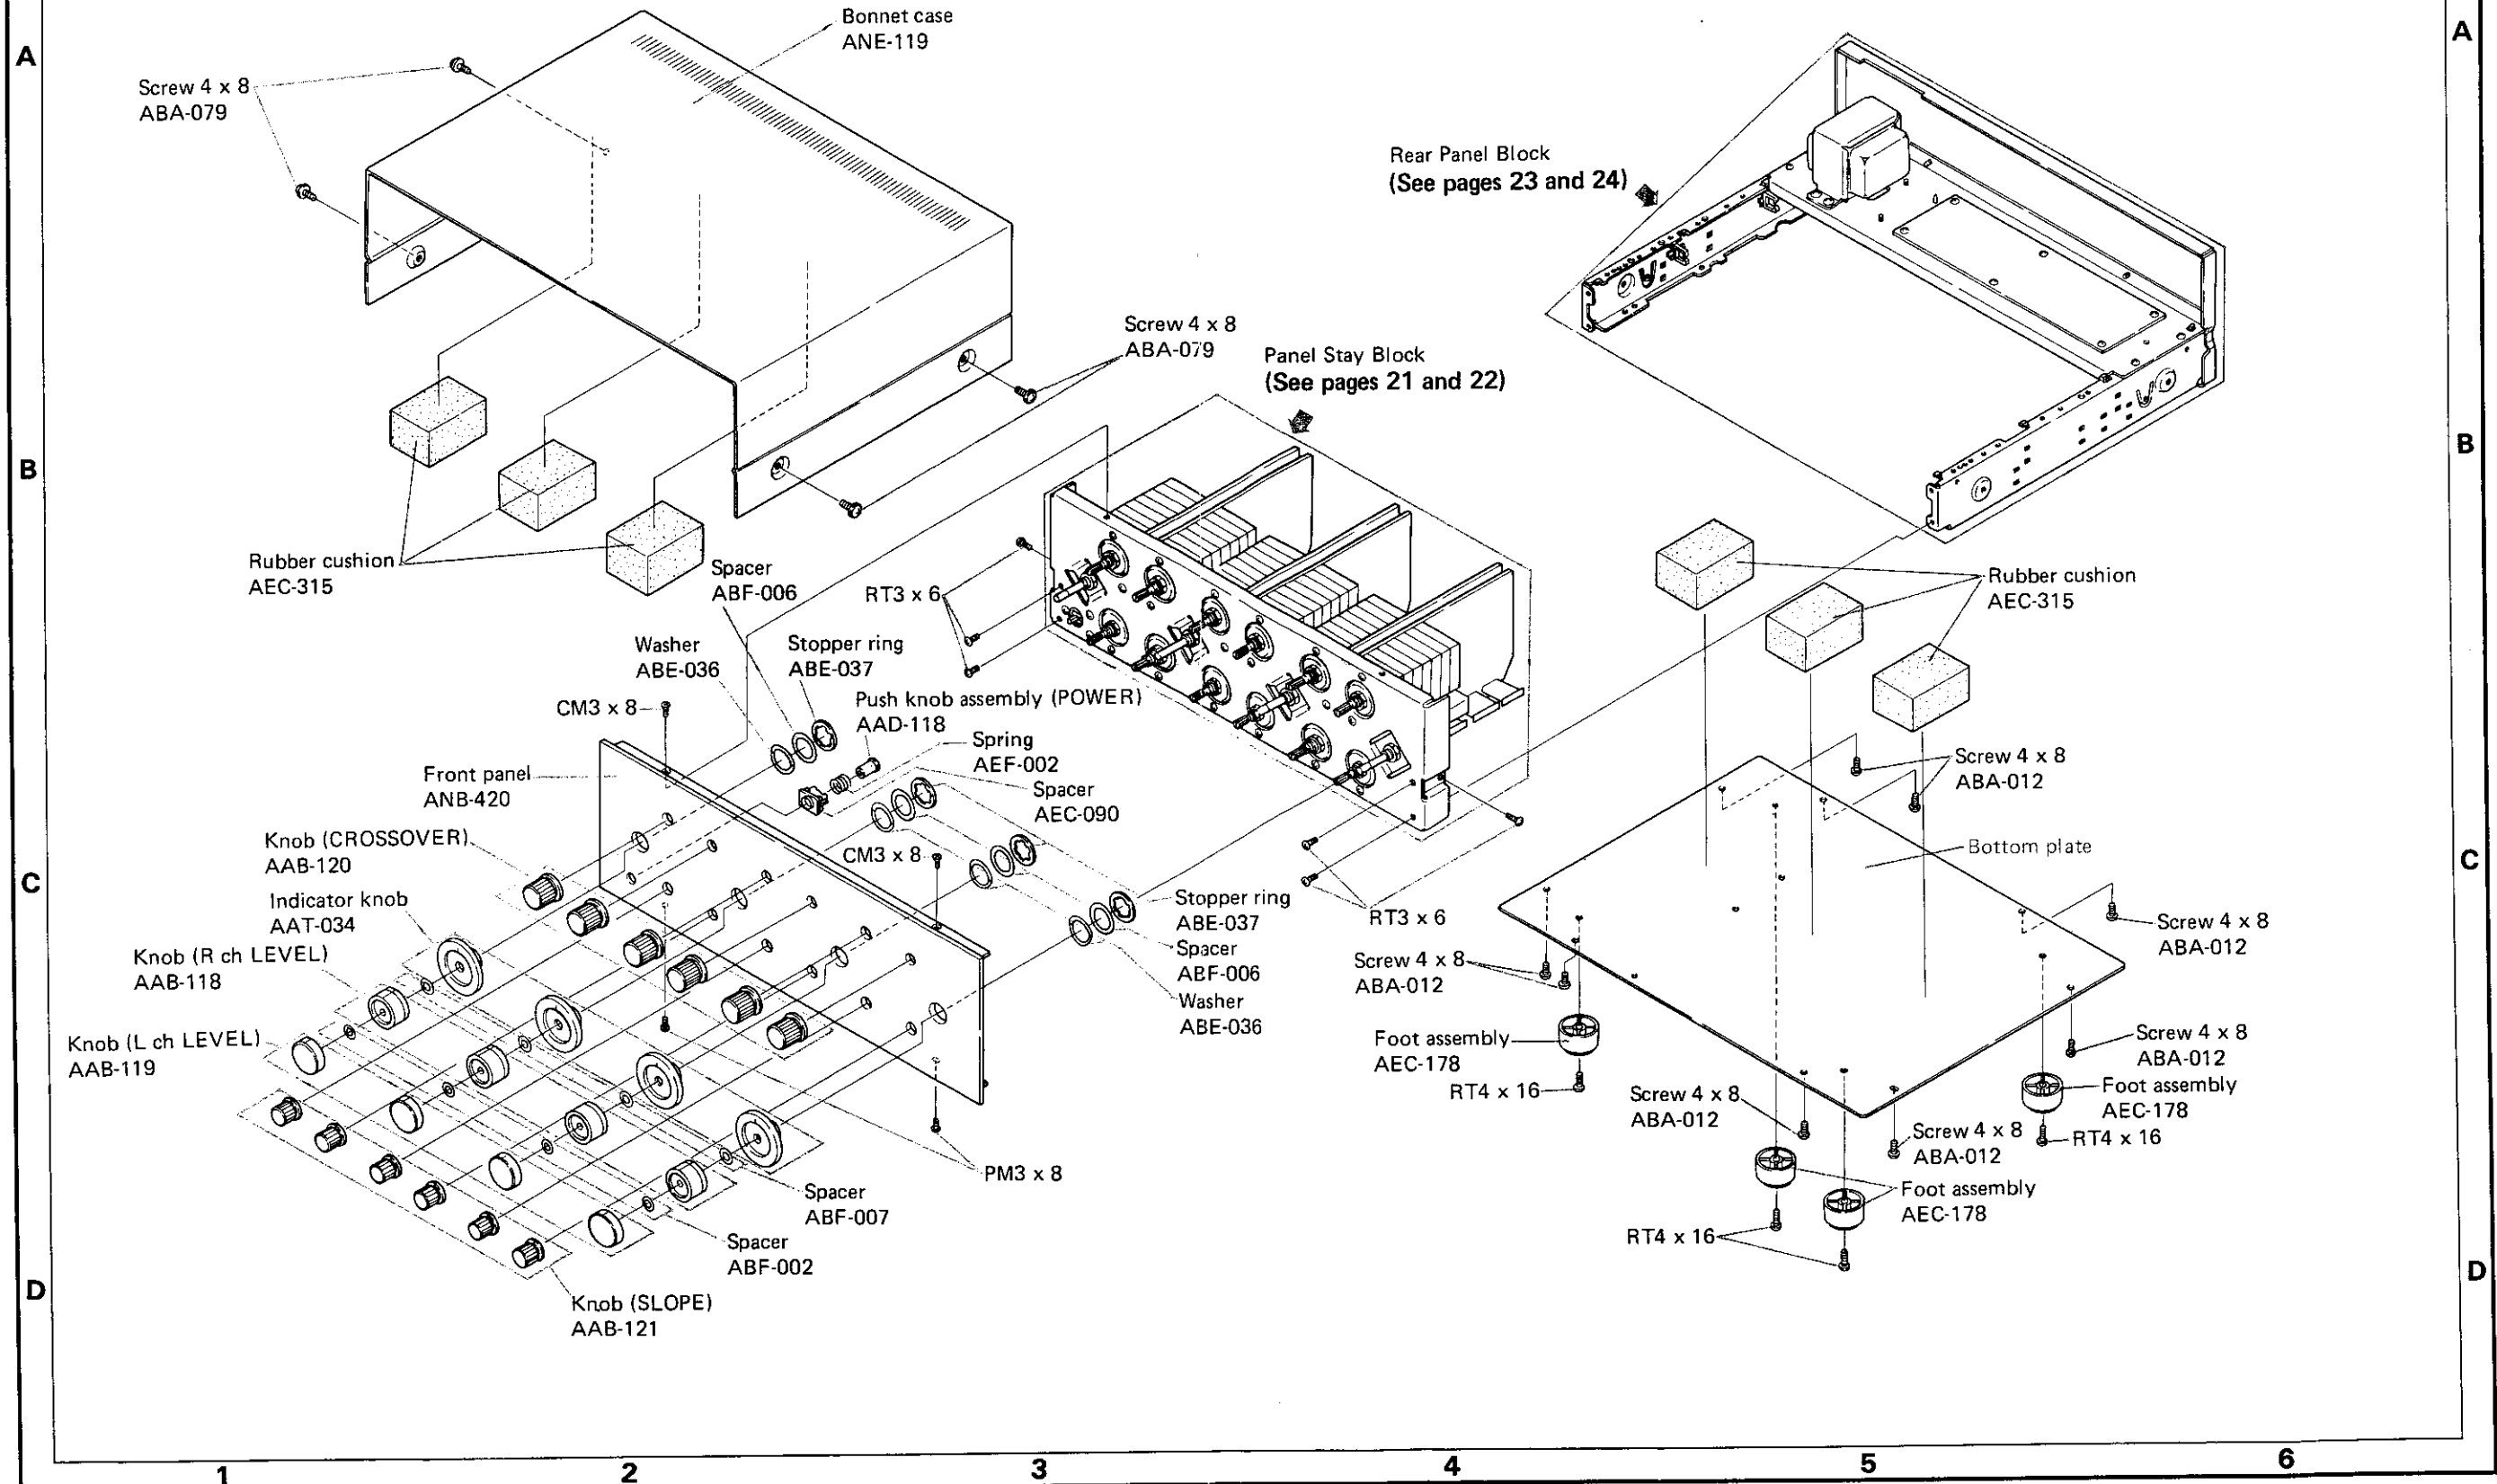 A
A
Bonnet case
ANE-119
Screw 4 x 8
ABA-079
Rear Panel Block
(See pages 23 and 24)
Screw 4 x 8
ABA-079
Panel Stay Block
(See pages 21 and 22)
B
B
Rubber cushion
AEC-315
Spacer
ABF-006
RT3 x 6
Rubber cushion
AEC-315
Washer
ABE-036
Stopper ring
ABE-037
Push knob assembly (POWER)
AAD-118
CM3 x 8
Spring
AEF-002
Front panel
ANB-420
Spacer
AEC-090
Screw 4 x 8
ABA-012
Knob (CROSSOVER)
AAB-120
CM3 x 8
Bottom plate
C
C
Indicator knob
AAT-034
Stopper ring
ABE-037
RT3 x 6
Screw 4 x 8
ABA-012
Knob (R ch LEVEL)
AAB-118
Spacer
ABF-006
Screw 4 x 8
ABA-012
Washer
ABE-036
Knob (L ch LEVEL)
AAB-119
Foot assembly
AEC-178
Screw 4 x 8
ABA-012
RT4 x 16
Screw 4 x 8
ABA-012
Foot assembly
AEC-178
Screw 4 x 8
ABA-012
RT4 x 16
PM3 x 8
Spacer
ABF-007
Foot assembly
AEC-178
Spacer
ABF-002
RT4 x 16
D
D
Knob (SLOPE)
AAB-121
1
2
3
4
5
6